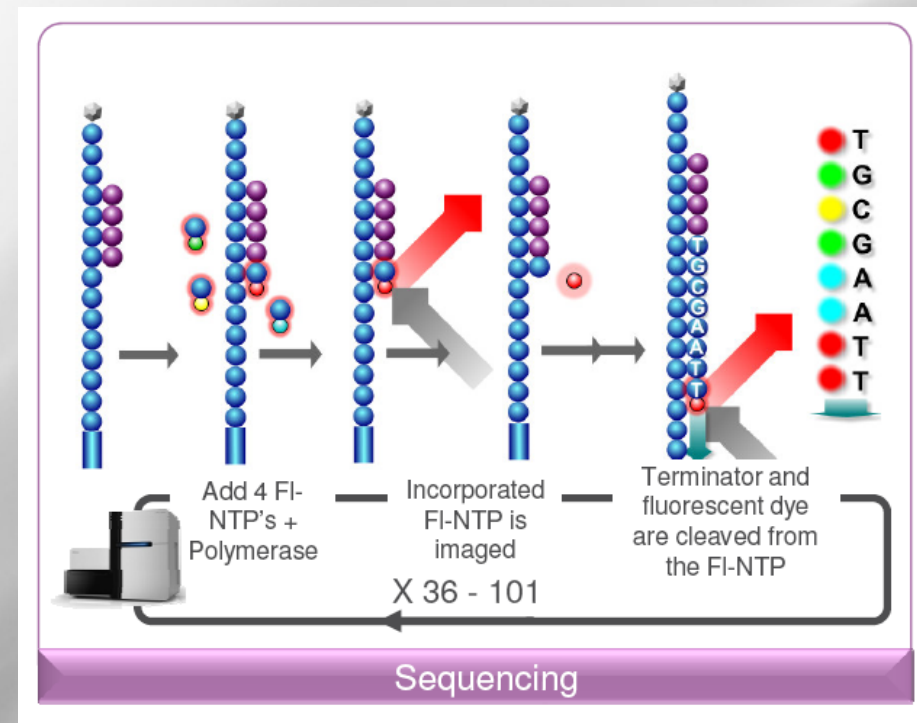 T
G
C
G
A
A
T
T
T
G
C
G
A
A
T
T
Add 4 Fl-
NTP's +
Polymerase
Incorporated
Fl-NTP is
imaged
Terminator and
fluorescent dye
are cleaved from
the Fl-NTP
X 36 - 101
Sequencing